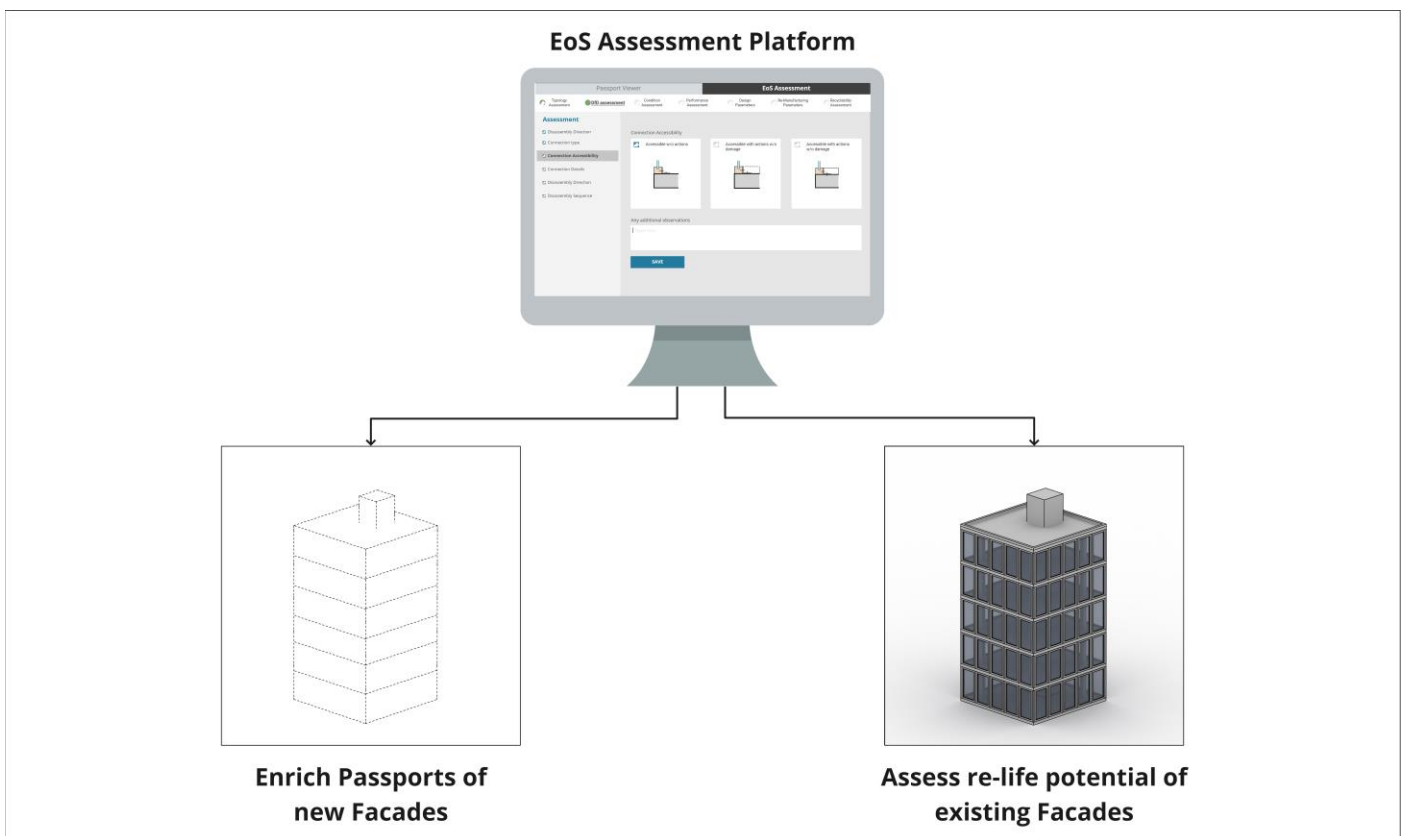 EoS Assessment Platform
Passport Viewer
EoS Assessment
Typology
Assessment
DfD assessment
Condition
Assessment
Performance
Assessment
Design
Parameters
Re-Manufacturing
Parameters
Recyclability
Assessment
Assessment
Disassembly Direction
Connection type
Connection Accessibility
Connection Details
Disassembly Direction
Disassembly Sequence
Connection Accessibility
Accessible w/o actions
Accessible with actions w/o
damage
Accessible with actions
w/o damage
Any additional observations
SAVE
Enrich Passports of
new Facades
Assess re-life potential of
existing Facades